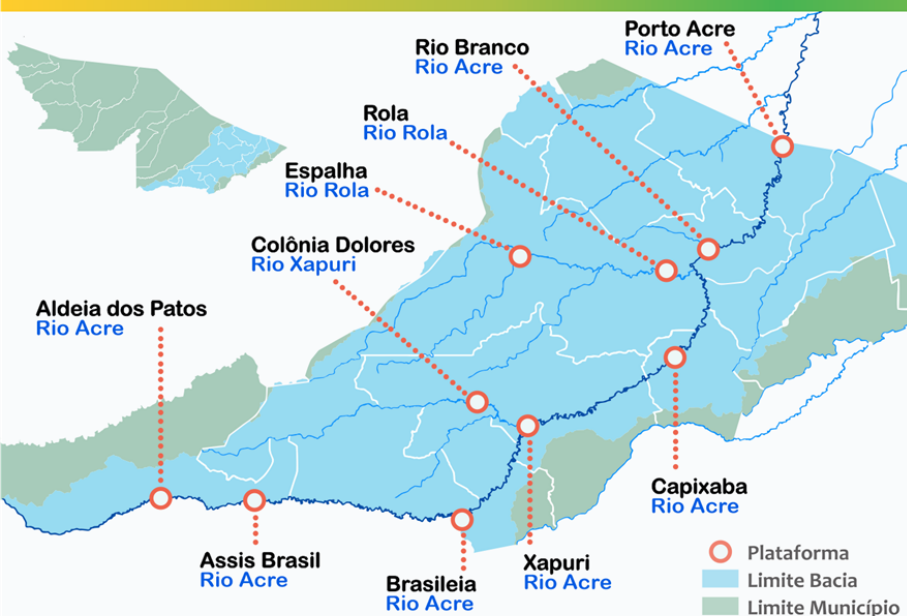 Porto Acre
Rio Acre
Rio Branco
Rio Acre
Rola
Rio Rola
Espalha
Rio Rola
Colônia Dolores
Rio Xapuri
Aldeia dos Patos
Rio Acre
Capixaba
Rio Acre
Assis Brasil
Rio Acre
Xapuri
Rio Acre
Brasileia
Rio Acre
Plataforma
Limite Bacia
Limite Município